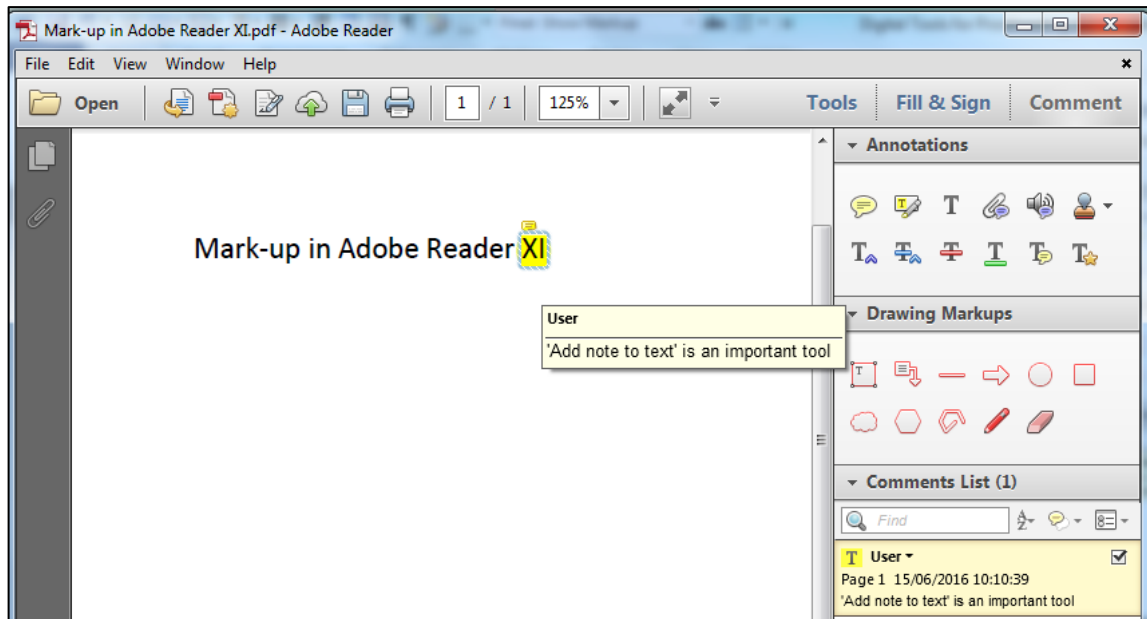 Mark-up in Adobe Reader XI.pdf - Adobe Reader
File Edit View Window Help
Open 1 / 1 125% Tools Fill & Sign Comment
Annotations
Mark-up in Adobe Reader XI
User
'Add note to text' is an important tool
Drawing Markups
Comments List (1)
Find
T User
Page 1 15/06/2016 10:10:39
'Add note to text' is an important tool